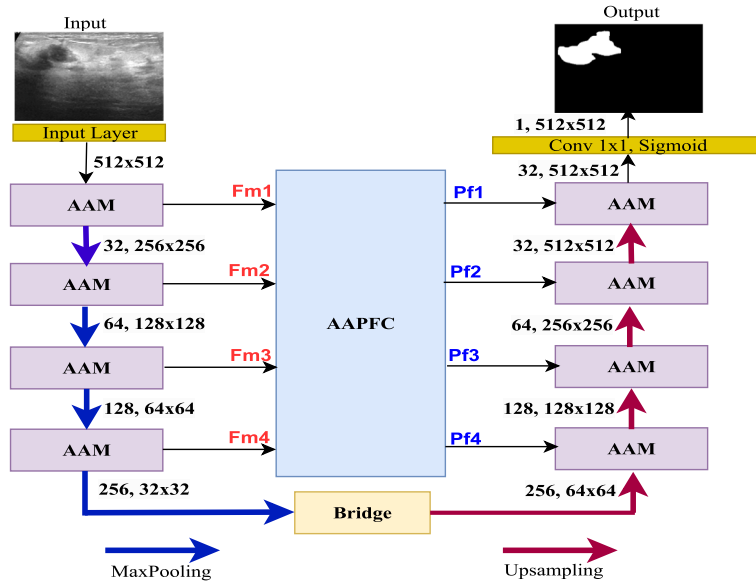 Input
Output
Input Layer
1, 512x512
Conv 1x1, Sigmoid
512x512
32, 512x512
AAM
Fm1
Pf1
AAM
32, 256x256
32, 512x512
AAM
Fm2
Pf2
AAM
64, 128x128
AAPFC
64, 256x256
AAM
Fm3
Pf3
AAM
128, 64x64
128, 128x128
AAM
Fm4
Pf4
AAM
256, 32x32
256, 64x64
Bridge
MaxPooling
Upsampling